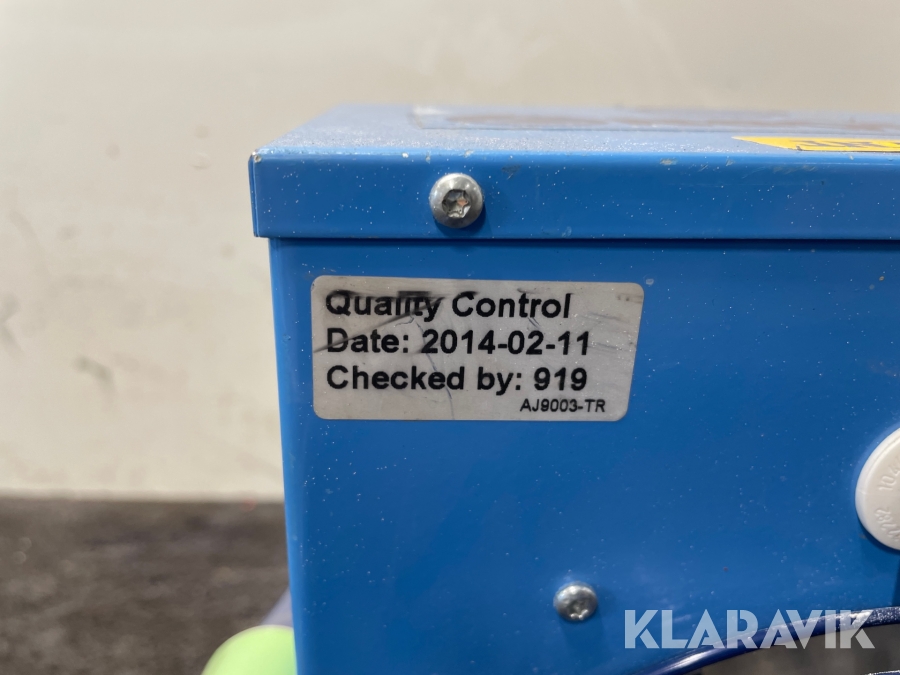 Quality Control
Date: 2014-02-11
Checked by: 919
AJ9003-TR
KLARAVIK